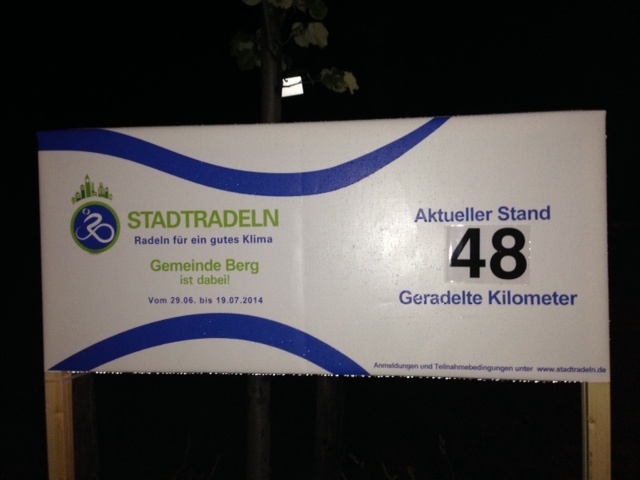 STADTRADELN
Radeln für ein gutes Klima
Gemeinde Berg
ist dabei!
Vom 29.06. bis 19.07.2014
Aktueller Stand
48
Geradelte Kilometer
Anmeldungen und Teilnahmebedingungen unter www.stadtradeln.de